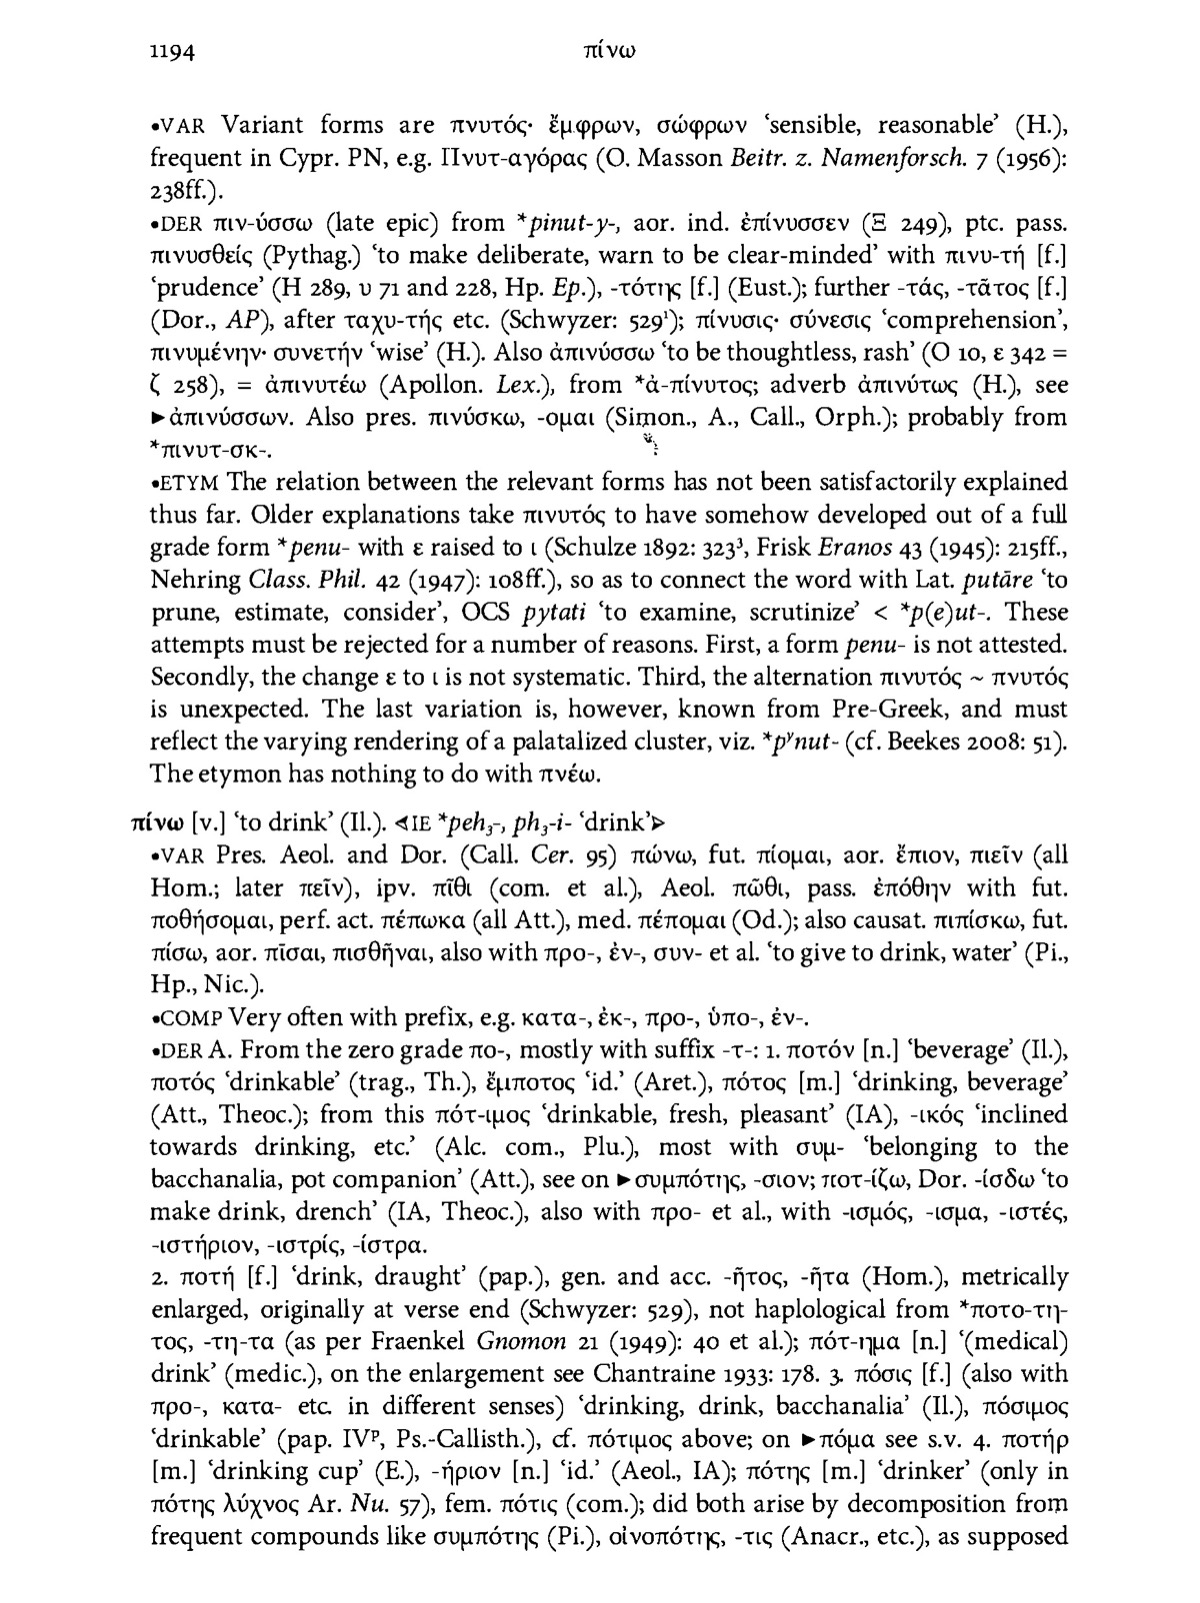 1194
πίνω
•VAR Variant forms are πνυτός· ἔμφρων, σώφρων ‘sensible, reasonable’ (H.),
frequent in Cypr. PN, e.g. Πνυτ-αγόρας (O. Masson Beitr. z. Namenforsch. 7 (1956):
238ff.).
•DER πιν-ύσσω (late epic) from *pinut-y-, aor. ind. ἐπίνυσσεν (Ξ 249), ptc. pass.
πινυσθείς (Pythag.) ‘to make deliberate, warn to be clear-minded’ with πινυ-τή [f.]
‘prudence’ (Η 289, υ 71 and 228, Hp. Ep.), -τότης [f.] (Eust.); further -τάς, -τᾶτος [f.]
(Dor., AP), after ταχυ-τής etc. (Schwyzer: 529¹); πίνυσις· σύνεσις ‘comprehension’,
πινυμένην· συνετήν ‘wise’ (H.). Also ἀπινύσσω ‘to be thoughtless, rash’ (Ο 10, ε 342 =
ζ 258), = ἀπινυτέω (Apollon. Lex.), from *ἀ-πίνυτος; adverb ἀπινύτως (H.), see
►ἀπινύσσων. Also pres. πινύσκω, -ομαι (Simon., A., Call., Orph.); probably from
*πινυτ-σκ-.
•ETYM The relation between the relevant forms has not been satisfactorily explained
thus far. Older explanations take πινυτός to have somehow developed out of a full
grade form *penu- with ε raised to ι (Schulze 1892: 323³, Frisk Eranos 43 (1945): 215ff.,
Nehring Class. Phil. 42 (1947): 108ff.), so as to connect the word with Lat. putāre ‘to
prune, estimate, consider’, OCS pytati ‘to examine, scrutinize’ < *p(e)ut-. These
attempts must be rejected for a number of reasons. First, a form penu- is not attested.
Secondly, the change ε to ι is not systematic. Third, the alternation πινυτός ~ πνυτός
is unexpected. The last variation is, however, known from Pre-Greek, and must
reflect the varying rendering of a palatalized cluster, viz. *pʸnut- (cf. Beekes 2008: 51).
The etymon has nothing to do with πνέω.
πίνω [v.] ‘to drink’ (Il.). ⊲IE *peh₃-, ph₃-i- ‘drink’⊳
•VAR Pres. Aeol. and Dor. (Call. Cer. 95) πώνω, fut. πίομαι, aor. ἔπιον, πιεῖν (all
Hom.; later πεῖν), ipv. πῖθι (com. et al.), Aeol. πῶθι, pass. ἐπόθην with fut.
ποθήσομαι, perf. act. πέπωκα (all Att.), med. πέπομαι (Od.); also causat. πιπίσκω, fut.
πίσω, aor. πῖσαι, πισθῆναι, also with προ-, ἐν-, συν- et al. ‘to give to drink, water’ (Pi.,
Hp., Nic.).
•COMP Very often with prefix, e.g. κατα-, ἐκ-, προ-, ὑπο-, ἐν-.
•DER A. From the zero grade πο-, mostly with suffix -τ-: 1. ποτόν [n.] ‘beverage’ (Il.),
ποτός ‘drinkable’ (trag., Th.), ἔμποτος ‘id.’ (Aret.), πότος [m.] ‘drinking, beverage’
(Att., Theoc.); from this πότ-ιμος ‘drinkable, fresh, pleasant’ (IA), -ικός ‘inclined
towards drinking, etc.’ (Alc. com., Plu.), most with συμ- ‘belonging to the
bacchanalia, pot companion’ (Att.), see on ►συμπότης, -σιον; ποτ-ίζω, Dor. -ίσδω ‘to
make drink, drench’ (IA, Theoc.), also with προ- et al., with -ισμός, -ισμα, -ιστές,
-ιστήριον, -ιστρίς, -ίστρα.
2. ποτή [f.] ‘drink, draught’ (pap.), gen. and acc. -ῆτος, -ῆτα (Hom.), metrically
enlarged, originally at verse end (Schwyzer: 529), not haplological from *ποτο-τη-
τος, -τη-τα (as per Fraenkel Gnomon 21 (1949): 40 et al.); πότ-ημα [n.] ‘(medical)
drink’ (medic.), on the enlargement see Chantraine 1933: 178. 3. πόσις [f.] (also with
προ-, κατα- etc. in different senses) ‘drinking, drink, bacchanalia’ (Il.), πόσιμος
‘drinkable’ (pap. IVᵖ, Ps.-Callisth.), cf. πότιμος above; on ►πόμα see s.v. 4. ποτήρ
[m.] ‘drinking cup’ (E.), -ήριον [n.] ‘id.’ (Aeol., IA); πότης [m.] ‘drinker’ (only in
πότης λύχνος Ar. Nu. 57), fem. πότις (com.); did both arise by decomposition from
frequent compounds like συμπότης (Pi.), οἰνοπότης, -τις (Anacr., etc.), as supposed